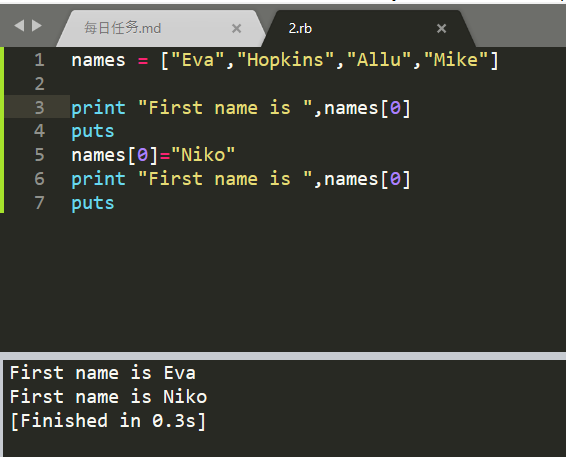 每日任务.md 2.rb
1 names = ["Eva","Hopkins","Allu","Mike"]
2
3 print "First name is ",names[0]
4 puts
5 names[0]="Niko"
6 print "First name is ",names[0]
7 puts
First name is Eva
First name is Niko
[Finished in 0.3s]